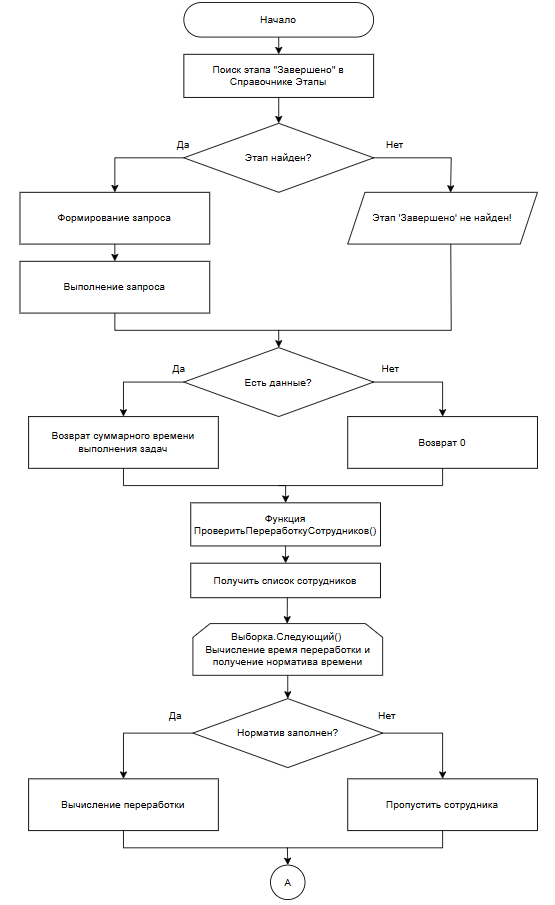 Начало
Поиск этапа "Завершено" в
Справочнике Этапы
Да
Этап найден?
Нет
Формирование запроса
Этап 'Завершено' не найден!
Выполнение запроса
Да
Есть данные?
Нет
Возврат суммарного времени
выполнения задач
Возврат 0
Функция
ПроверитьПереработкуСотрудников()
Получить список сотрудников
Выборка.Следующий()
Вычисление время переработки и
получение норматива времени
Да
Норматив заполнен?
Нет
Вычисление переработки
Пропустить сотрудника
А